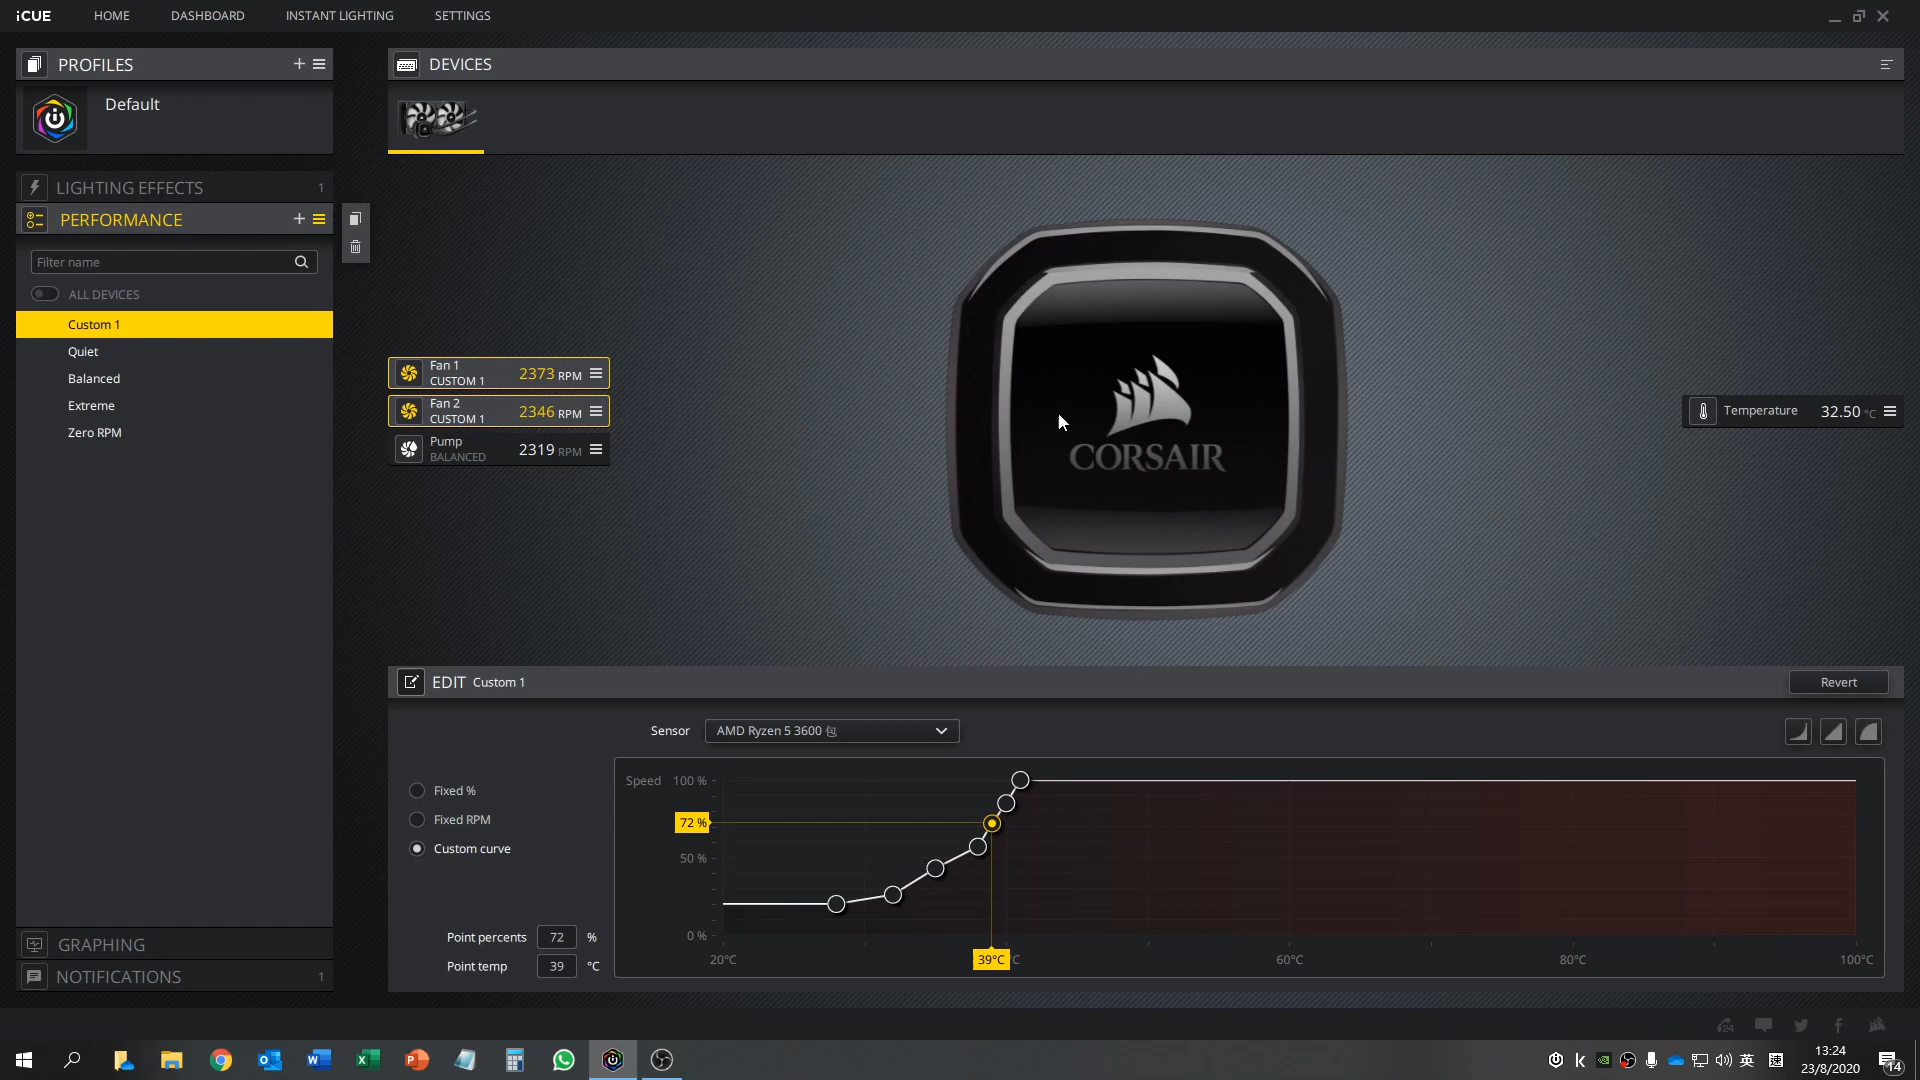 iCUE
HOME
DASHBOARD
INSTANT LIGHTING
SETTINGS
PROFILES
Default
LIGHTING EFFECTS 1
PERFORMANCE
Filter name
ALL DEVICES
Custom 1
Quiet
Balanced
Extreme
Zero RPM
GRAPHING
NOTIFICATIONS 1
DEVICES
Fan 1
CUSTOM 1
2373 RPM
Fan 2
CUSTOM 1
2346 RPM
Pump
BALANCED
2319 RPM
CORSAIR
Temperature 32.50 °C
EDIT Custom 1
Revert
Sensor AMD Ryzen 5 3600 包
Fixed %
Fixed RPM
Custom curve
Point percents 72 %
Point temp 39 °C
Speed 100 %
72 %
50 %
0 %
20°C
39°C
60°C
80°C
100°C
24
英
速
13:24
23/8/2020
14